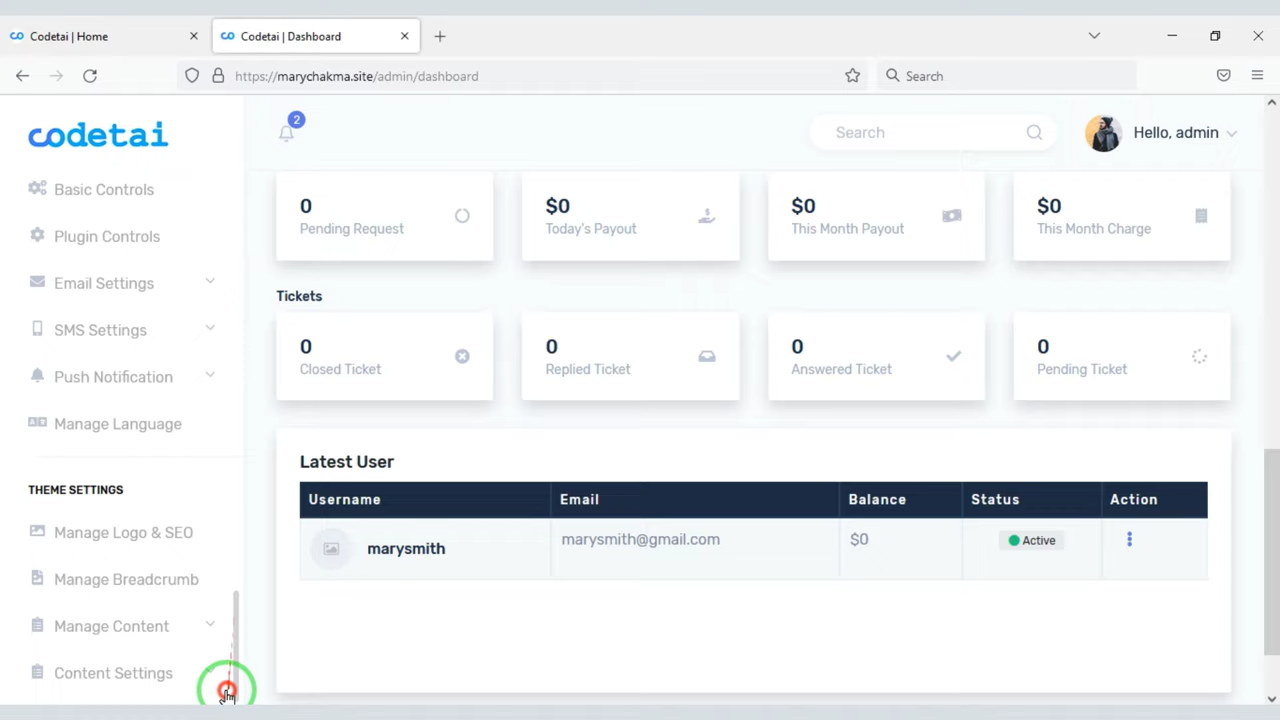 Codetai | Home
Codetai | Dashboard
https://marychakma.site/admin/dashboard
Search
codetai
2
Search
Hello, admin
Basic Controls
Plugin Controls
Email Settings
SMS Settings
Push Notification
Manage Language
THEME SETTINGS
Manage Logo & SEO
Manage Breadcrumb
Manage Content
Content Settings
0
Pending Request
$0
Today's Payout
$0
This Month Payout
$0
This Month Charge
Tickets
0
Closed Ticket
0
Replied Ticket
0
Answered Ticket
0
Pending Ticket
Latest User
Username Email Balance Status Action
marysmith marysmith@gmail.com $0 Active